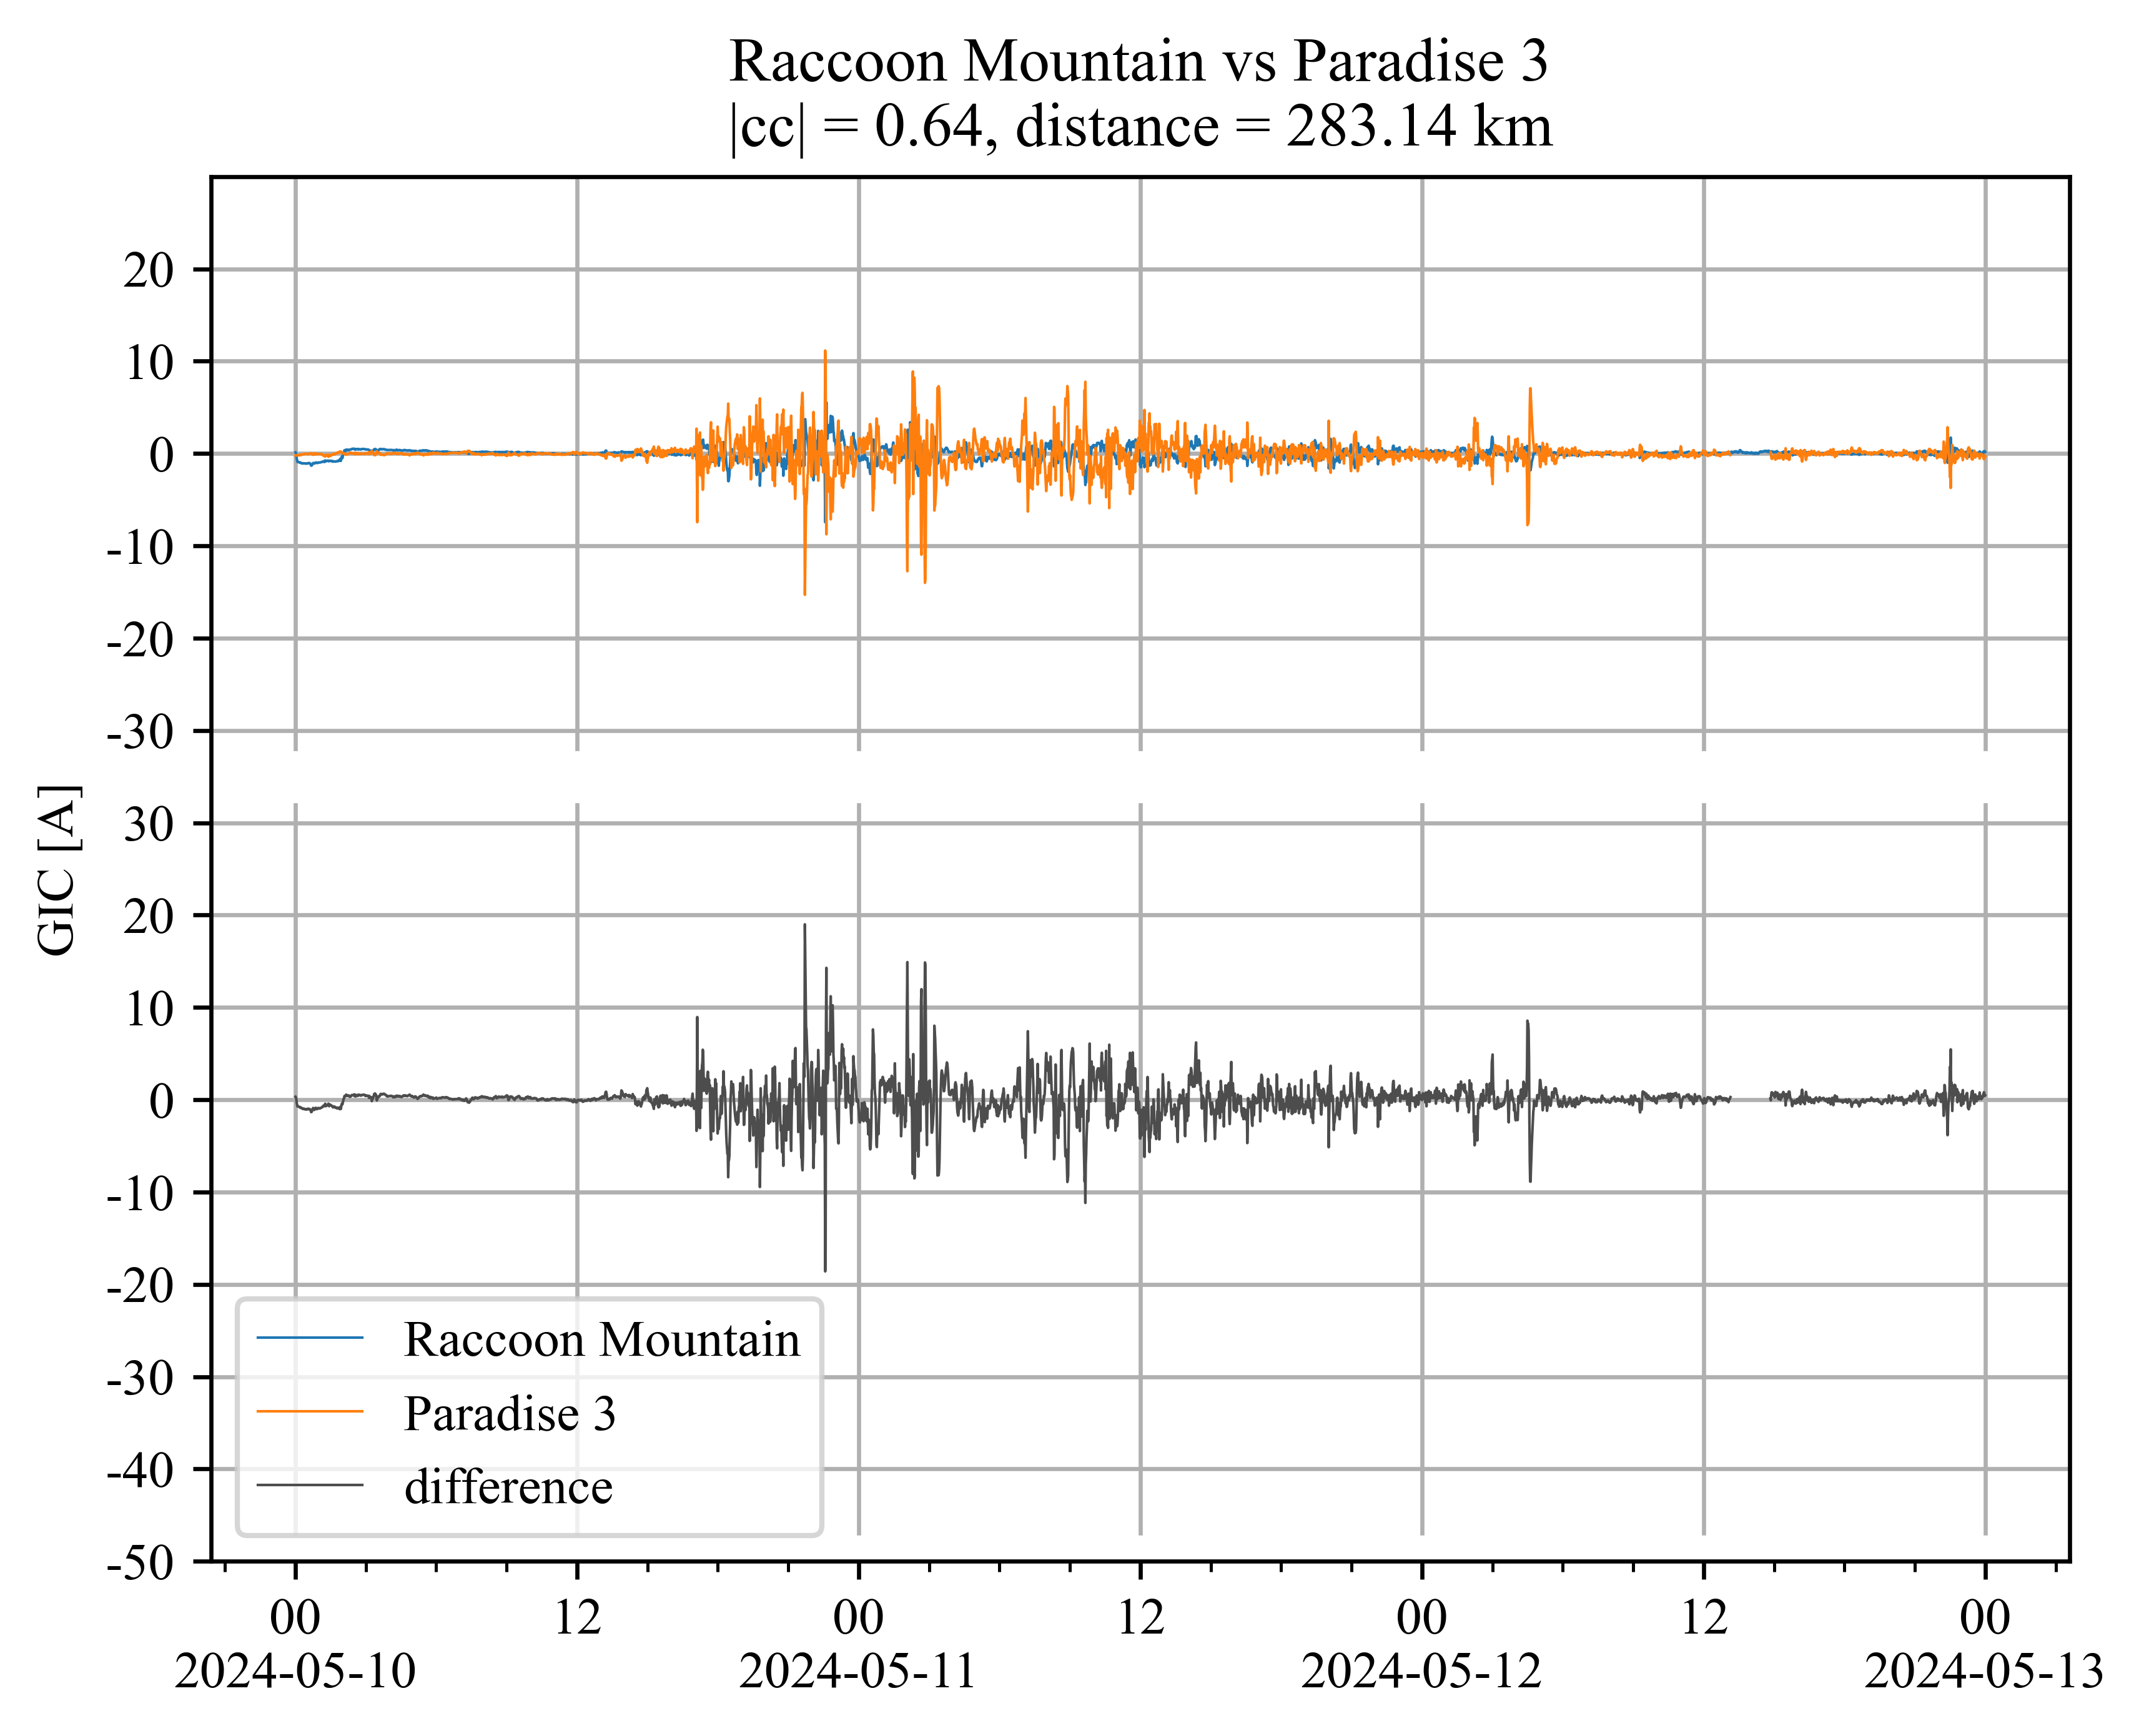 Raccoon Mountain vs Paradise 3
|cc| = 0.64, distance = 283.14 km
20
10
0
-10
-20
-30
30
20
10
0
-10
-20
-30
-40
-50
GIC [A]
Raccoon Mountain
Paradise 3
difference
00 12 00 12 00 12 00
2024-05-10 2024-05-11 2024-05-12 2024-05-13